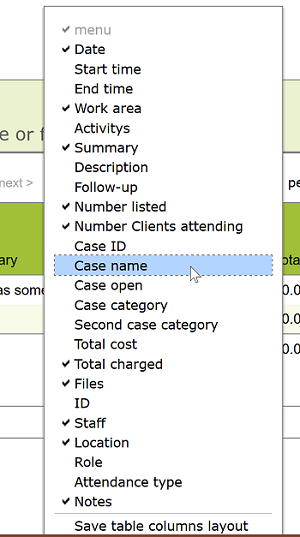 menu
Date
Start time
End time
Work area
e or f
Activitys
Summary
Description
next >
Follow-up
pe
Number listed
Number Clients attending
Case ID
ary
Case name
ota
Case open
as some
0.0
Case category
Second case category
0.0
Total cost
Total charged
0.0
Files
ID
Staff
Location
Role
Attendance type
Notes
Save table columns layout